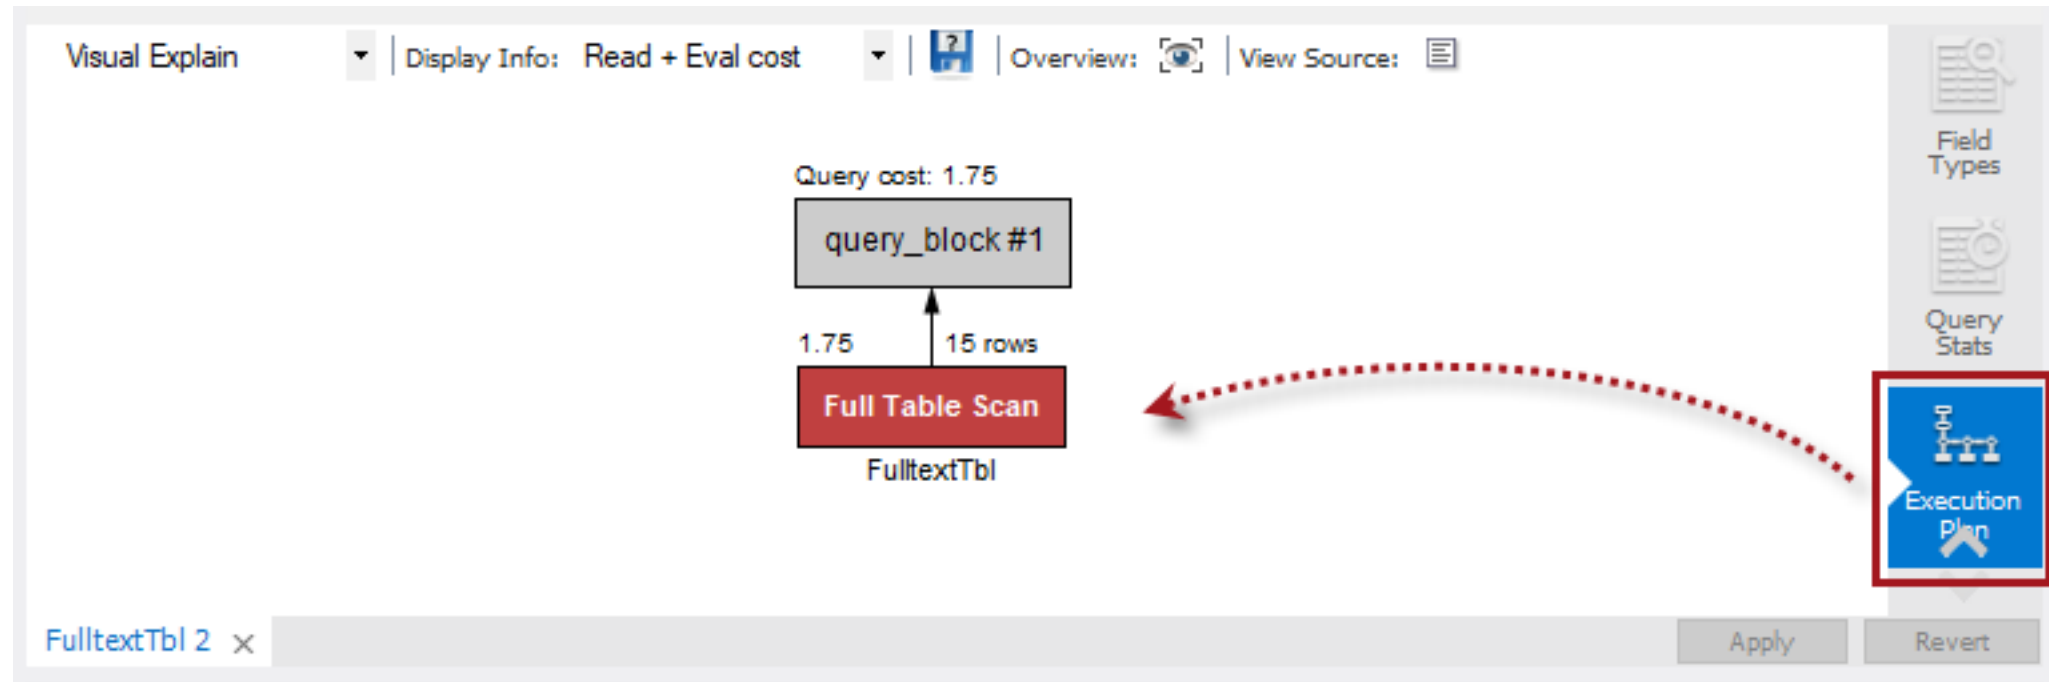 Visual Explain Display Info: Read + Eval cost Overview: View Source:
Field
Types
Query cost: 1.75
query_block #1
Query
Stats
1.75 15 rows
Full Table Scan
FulltextTbl
Execution
Plan
FulltextTbl 2 Apply Revert